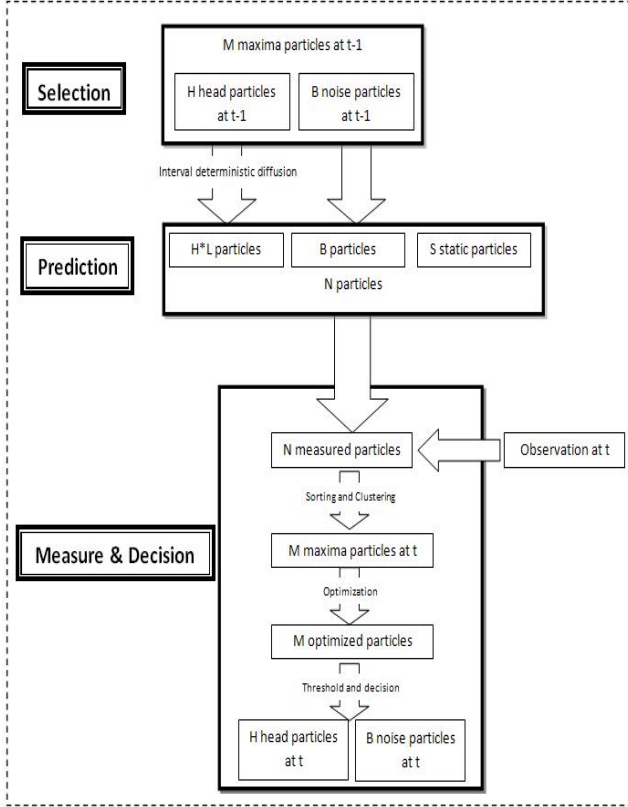 M maxima particles at t-1
Selection
H head particles
at t-1
B noise particles
at t-1
Interval deterministic diffusion
Prediction
H*L particles
B particles
S static particles
N particles
N measured particles
Observation at t
Sorting and Clustering
Measure & Decision
M maxima particles at t
Optimization
M optimized particles
Threshold and decision
H head particles
at t
B noise particles
at t